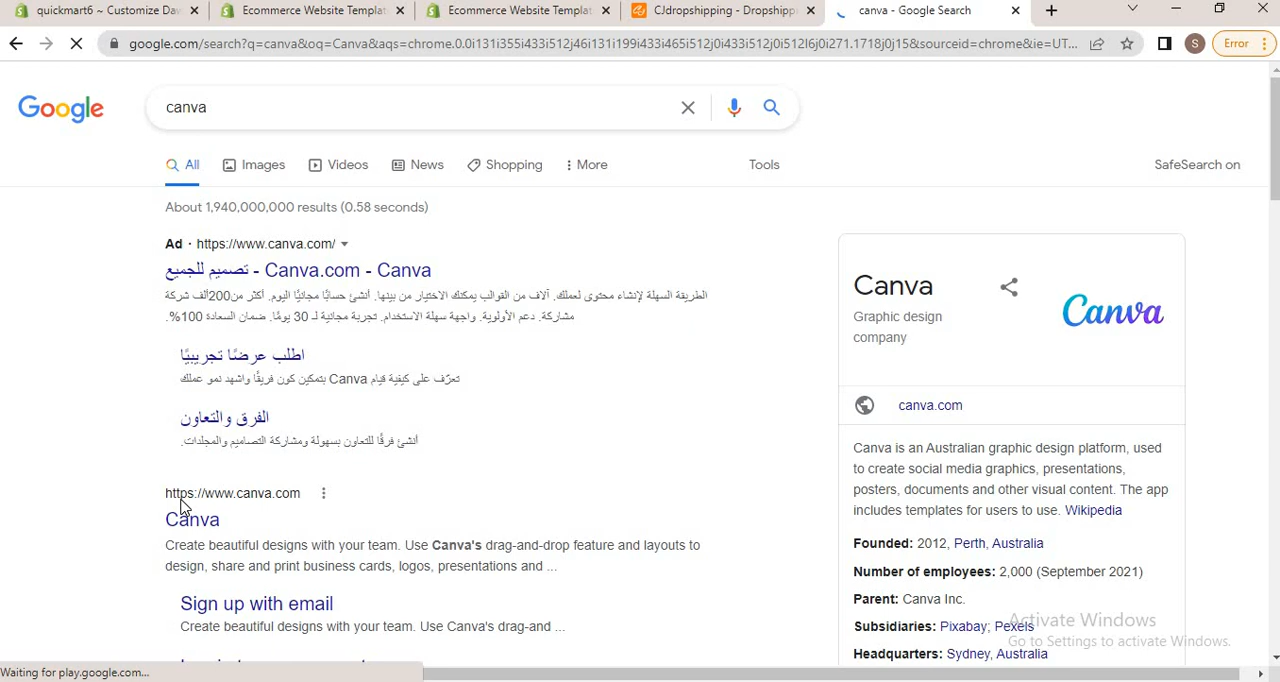 quickmart6 ~ Customize Da
Ecommerce Website Templat
Ecommerce Website Templat
CJdropshipping - Dropshipp
canva - Google Search
google.com/search?q=canva&oq=Canva&aqs=chrome.0.0i131i355i433i512j46i131i199i433i465i512j0i433i512j0i512l6j0i271.1718j0j15&sourceid=chrome&ie=UT...
S
Error
Google
canva
All
Images
Videos
News
Shopping
More
Tools
SafeSearch on
About 1,940,000,000 results (0.58 seconds)
Ad · https://www.canva.com/
تصميم للجميع - Canva.com - Canva
الطريقة السهلة لإنشاء محتوى لعملك. آلاف من القوالب يمكنك الاختيار من بينها. أنشئ حسابًا مجانيًا اليوم. أكثر من 200ألف شركة
مشاركة. دعم الأولوية. واجهة سهلة الاستخدام. تجربة مجانية لـ 30 يومًا. ضمان السعادة 100%.
اطلب عرضًا تجريبيًا
تعرّف على كيفية قيام Canva بتمكين كون فريقًا واشهد نمو عملك
الفرق والتعاون
أنشئ فرقًا للتعاون بسهولة ومشاركة التصاميم والمجلدات.
https://www.canva.com
Canva
Create beautiful designs with your team. Use Canva's drag-and-drop feature and layouts to
design, share and print business cards, logos, presentations and ...
Sign up with email
Create beautiful designs with your team. Use Canva's drag-and ...
Canva
Graphic design
company
Canva
canva.com
Canva is an Australian graphic design platform, used
to create social media graphics, presentations,
posters, documents and other visual content. The app
includes templates for users to use. Wikipedia
Founded: 2012, Perth, Australia
Number of employees: 2,000 (September 2021)
Parent: Canva Inc.
Subsidiaries: Pixabay, Pexels
Headquarters: Sydney, Australia
Activate Windows
Go to Settings to activate Windows.
Waiting for play.google.com...